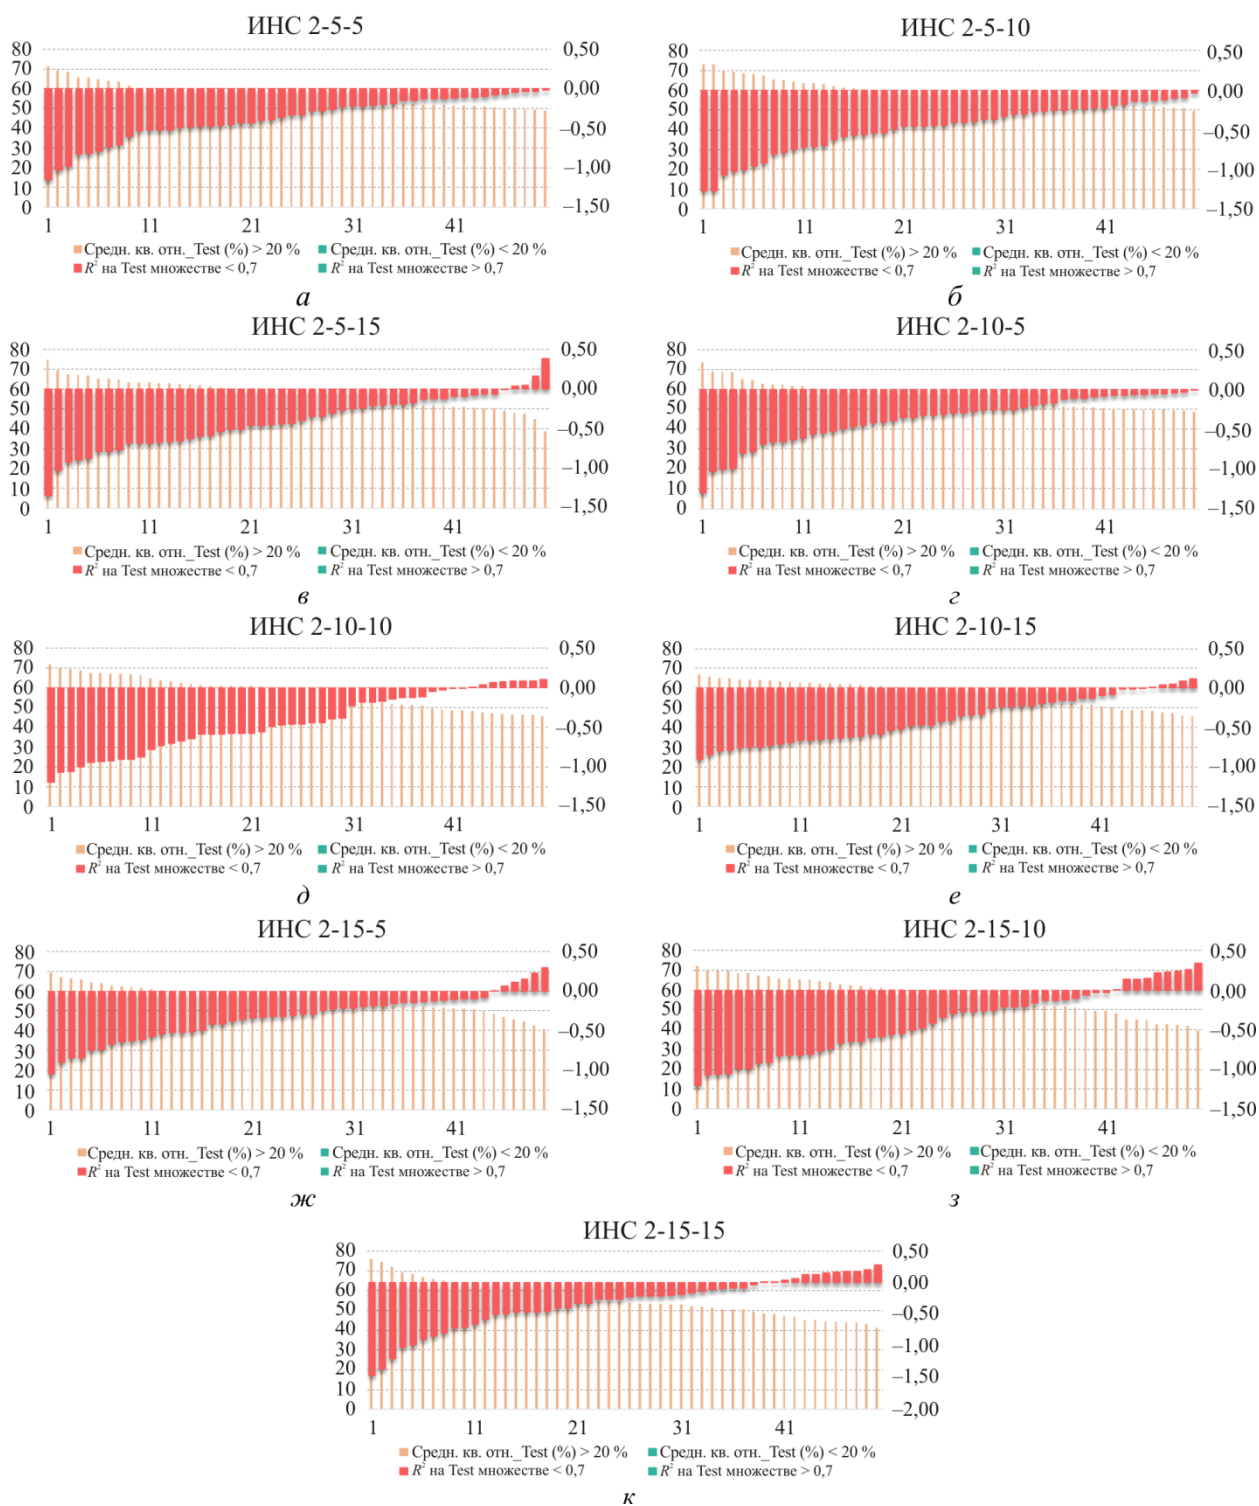 ИНС 2-5-5
80 70 60 50 40 30 20 10 0
0,50 0,00 –0,50 –1,00 –1,50
1 11 21 31 41
Средн. кв. отн._Test (%) > 20 % Средн. кв. отн._Test (%) < 20 %
R² на Test множестве < 0,7 R² на Test множестве > 0,7
а
ИНС 2-5-10
80 70 60 50 40 30 20 10 0
0,50 0,00 –0,50 –1,00 –1,50
1 11 21 31 41
Средн. кв. отн._Test (%) > 20 % Средн. кв. отн._Test (%) < 20 %
R² на Test множестве < 0,7 R² на Test множестве > 0,7
б
ИНС 2-5-15
80 70 60 50 40 30 20 10 0
0,50 0,00 –0,50 –1,00 –1,50
1 11 21 31 41
Средн. кв. отн._Test (%) > 20 % Средн. кв. отн._Test (%) < 20 %
R² на Test множестве < 0,7 R² на Test множестве > 0,7
в
ИНС 2-10-5
80 70 60 50 40 30 20 10 0
0,50 0,00 –0,50 –1,00 –1,50
1 11 21 31 41
Средн. кв. отн._Test (%) > 20 % Средн. кв. отн._Test (%) < 20 %
R² на Test множестве < 0,7 R² на Test множестве > 0,7
г
ИНС 2-10-10
80 70 60 50 40 30 20 10 0
0,50 0,00 –0,50 –1,00 –1,50
1 11 21 31 41
Средн. кв. отн._Test (%) > 20 % Средн. кв. отн._Test (%) < 20 %
R² на Test множестве < 0,7 R² на Test множестве > 0,7
д
ИНС 2-10-15
80 70 60 50 40 30 20 10 0
0,50 0,00 –0,50 –1,00 –1,50
1 11 21 31 41
Средн. кв. отн._Test (%) > 20 % Средн. кв. отн._Test (%) < 20 %
R² на Test множестве < 0,7 R² на Test множестве > 0,7
е
ИНС 2-15-5
80 70 60 50 40 30 20 10 0
0,50 0,00 –0,50 –1,00 –1,50
1 11 21 31 41
Средн. кв. отн._Test (%) > 20 % Средн. кв. отн._Test (%) < 20 %
R² на Test множестве < 0,7 R² на Test множестве > 0,7
ж
ИНС 2-15-10
80 70 60 50 40 30 20 10 0
0,50 0,00 –0,50 –1,00 –1,50
1 11 21 31 41
Средн. кв. отн._Test (%) > 20 % Средн. кв. отн._Test (%) < 20 %
R² на Test множестве < 0,7 R² на Test множестве > 0,7
з
ИНС 2-15-15
80 70 60 50 40 30 20 10 0
0,50 0,00 –0,50 –1,00 –1,50 –2,00
1 11 21 31 41
Средн. кв. отн._Test (%) > 20 % Средн. кв. отн._Test (%) < 20 %
R² на Test множестве < 0,7 R² на Test множестве > 0,7
к